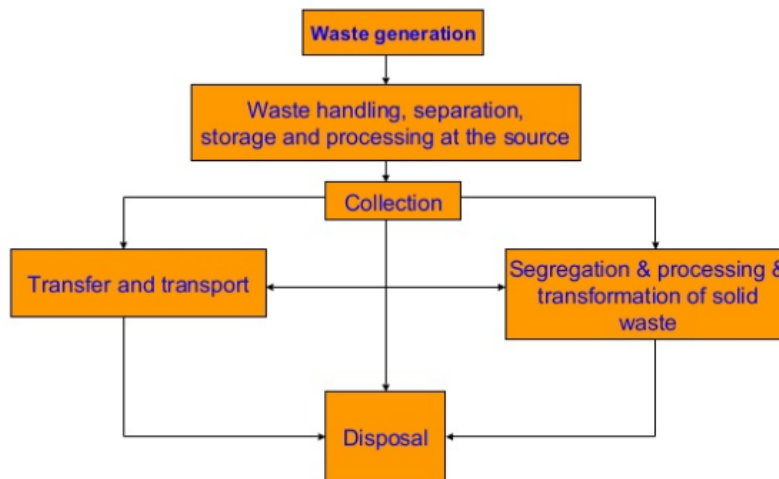 Waste generation
Waste handling, separation,
storage and processing at the source
Collection
Transfer and transport
Segregation & processing &
transformation of solid
waste
Disposal